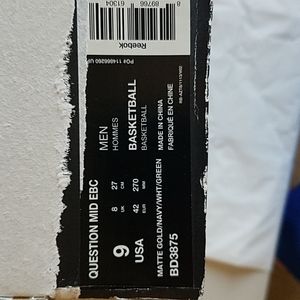 Reebok
QUESTION MID EBC
MEN
HOMMES
BASKETBALL
BASKETBALL
MADE IN CHINA
FABRIQUÉ EN CHINE
8 UK
27 CM
42 EUR
270 MM
9
USA
MATTE GOLD/NAVY/WHT/GREEN
BD3875